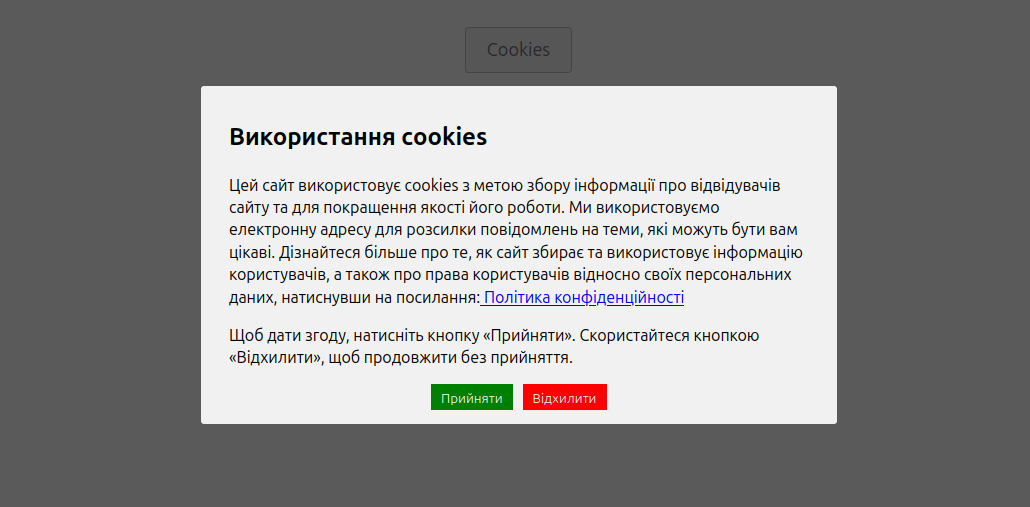 Cookies
Використання cookies
Цей сайт використовує cookies з метою збору інформації про відвідувачів
сайту та для покращення якості його роботи. Ми використовуємо
електронну адресу для розсилки повідомлень на теми, які можуть бути вам
цікаві. Дізнайтеся більше про те, як сайт збирає та використовує інформацію
користувачів, а також про права користувачів відносно своїх персональних
даних, натиснувши на посилання: Політика конфіденційності
Щоб дати згоду, натисніть кнопку «Прийняти». Скористайтеся кнопкою
«Відхилити», щоб продовжити без прийняття.
Прийняти Відхилити